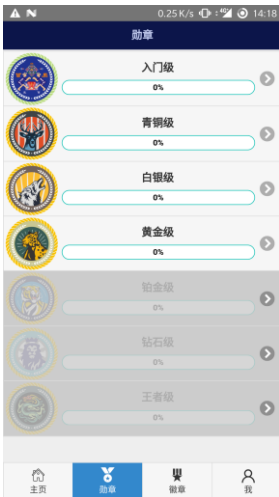 0.25 K/s 14:18
勋章
入门级
0%
青铜级
0%
白银级
0%
黄金级
0%
铂金级
0%
钻石级
0%
王者级
0%
主页 勋章 徽章 我